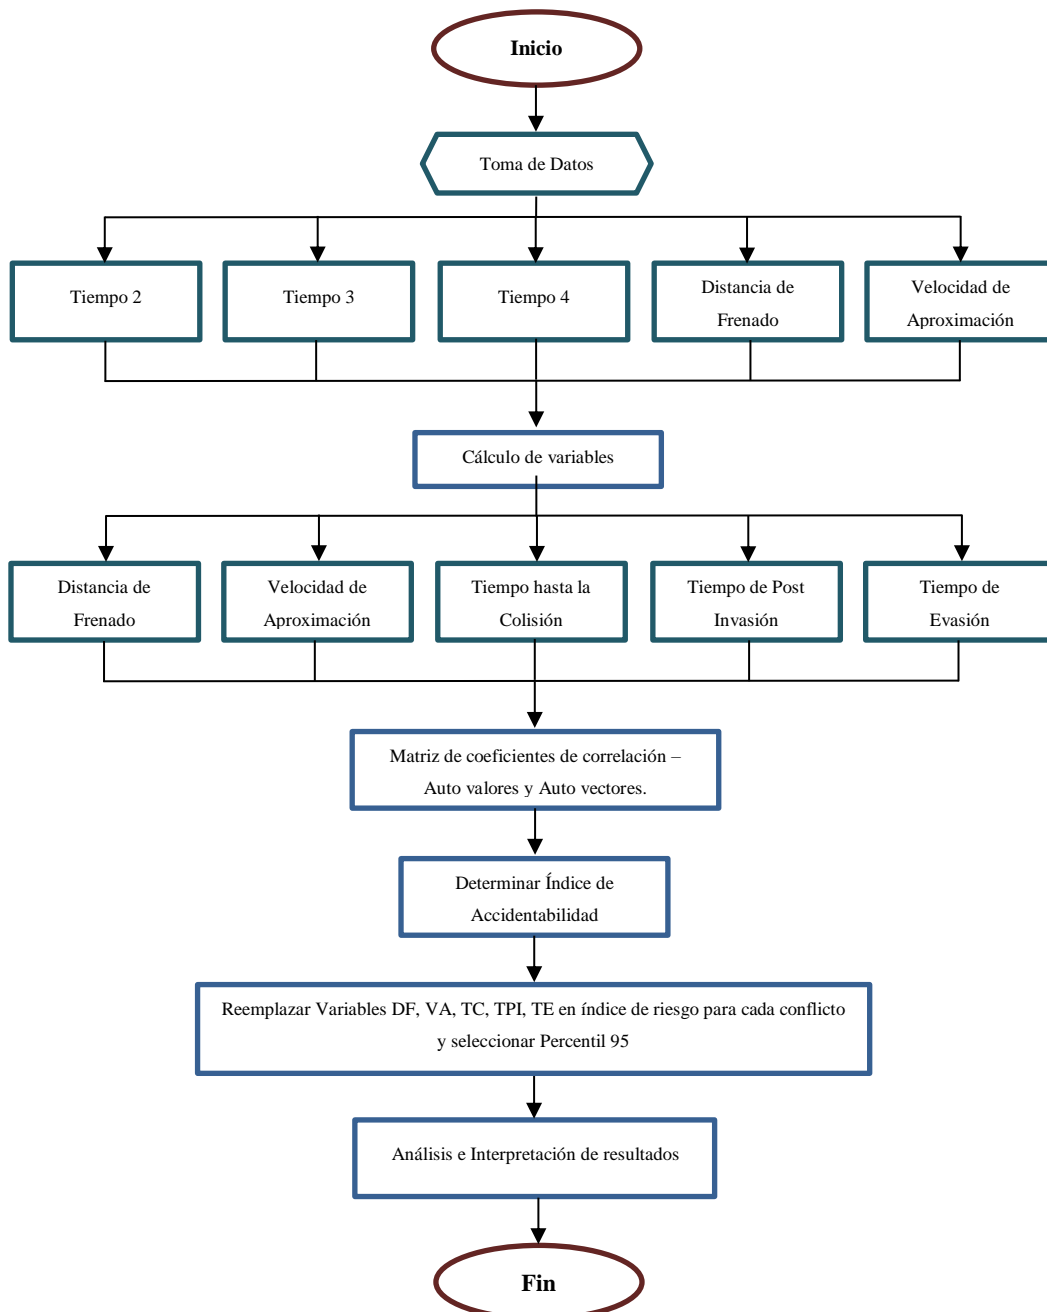 Inicio
Toma de Datos
Tiempo 2
Tiempo 3
Tiempo 4
Distancia de
Frenado
Velocidad de
Aproximación
Cálculo de variables
Distancia de
Frenado
Velocidad de
Aproximación
Tiempo hasta la
Colisión
Tiempo de Post
Invasión
Tiempo de
Evasión
Matriz de coeficientes de correlación –
Auto valores y Auto vectores.
Determinar Índice de
Accidentabilidad
Reemplazar Variables DF, VA, TC, TPI, TE en índice de riesgo para cada conflicto
y seleccionar Percentil 95
Análisis e Interpretación de resultados
Fin